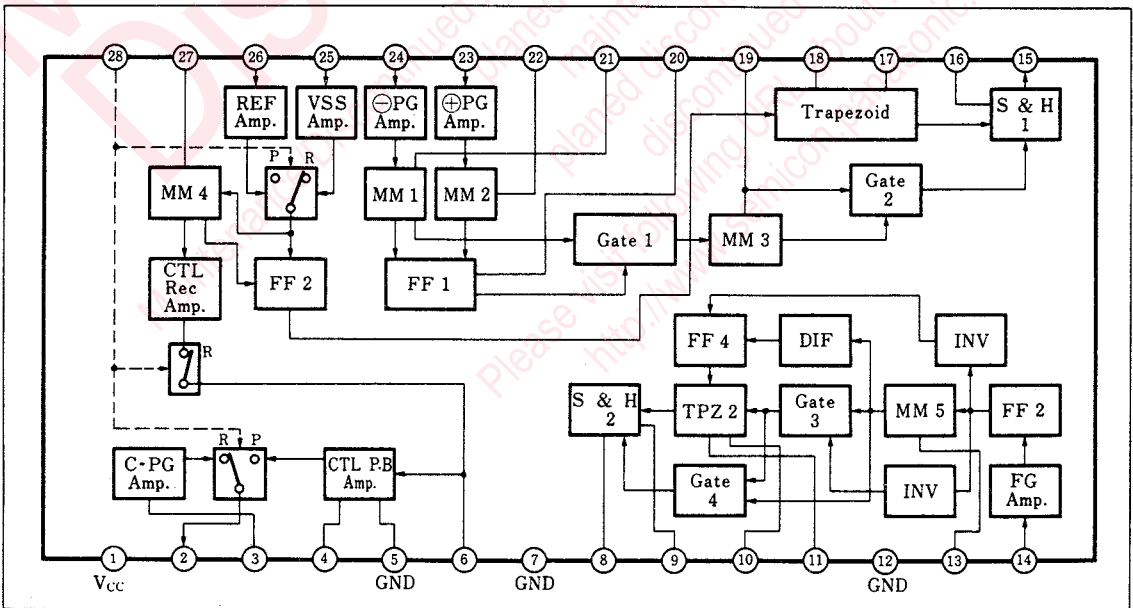 28 27 26 25 24 23 22 21 20 19 18 17 16 15
REF Amp.
VSS Amp.
⊖PG Amp.
⊕PG Amp.
Trapezoid
S & H 1
P R
MM 4
MM 1
MM 2
Gate 2
Gate 1
MM 3
CTL Rec Amp.
FF 2
FF 1
R
FF 4
DIF
INV
S & H 2
TPZ 2
Gate 3
MM 5
FF 2
R P
C-PG Amp.
CTL P.B Amp.
Gate 4
INV
FG Amp.
1 2 3 4 5 6 7 8 9 10 11 12 13 14
Vcc GND GND GND